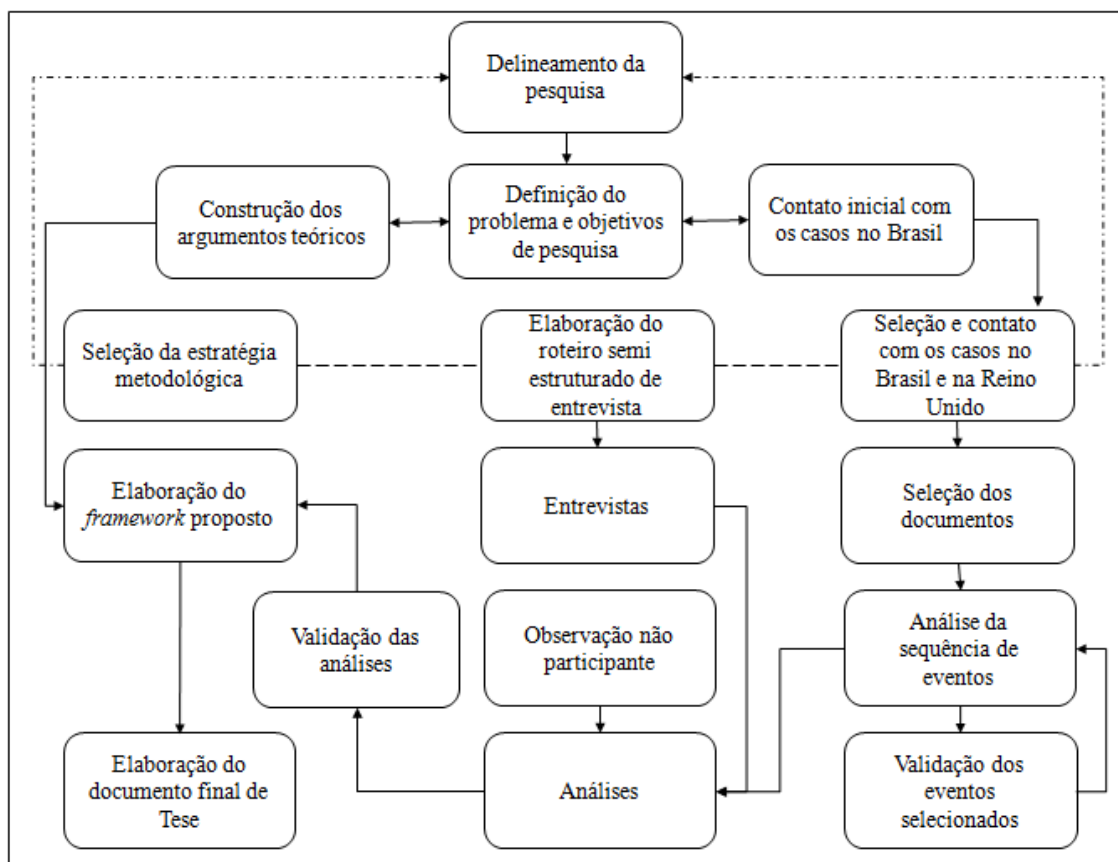 Delineamento da
pesquisa
Construção dos
argumentos teóricos
Definição do
problema e objetivos
de pesquisa
Contato inicial com
os casos no Brasil
Seleção da estratégia
metodológica
Elaboração do
roteiro semi
estruturado de
entrevista
Seleção e contato
com os casos no
Brasil e na Reino
Unido
Elaboração do
framework proposto
Entrevistas
Seleção dos
documentos
Validação das
análises
Observação não
participante
Análise da
sequência de
eventos
Elaboração do
documento final de
Tese
Análises
Validação dos
eventos
selecionados